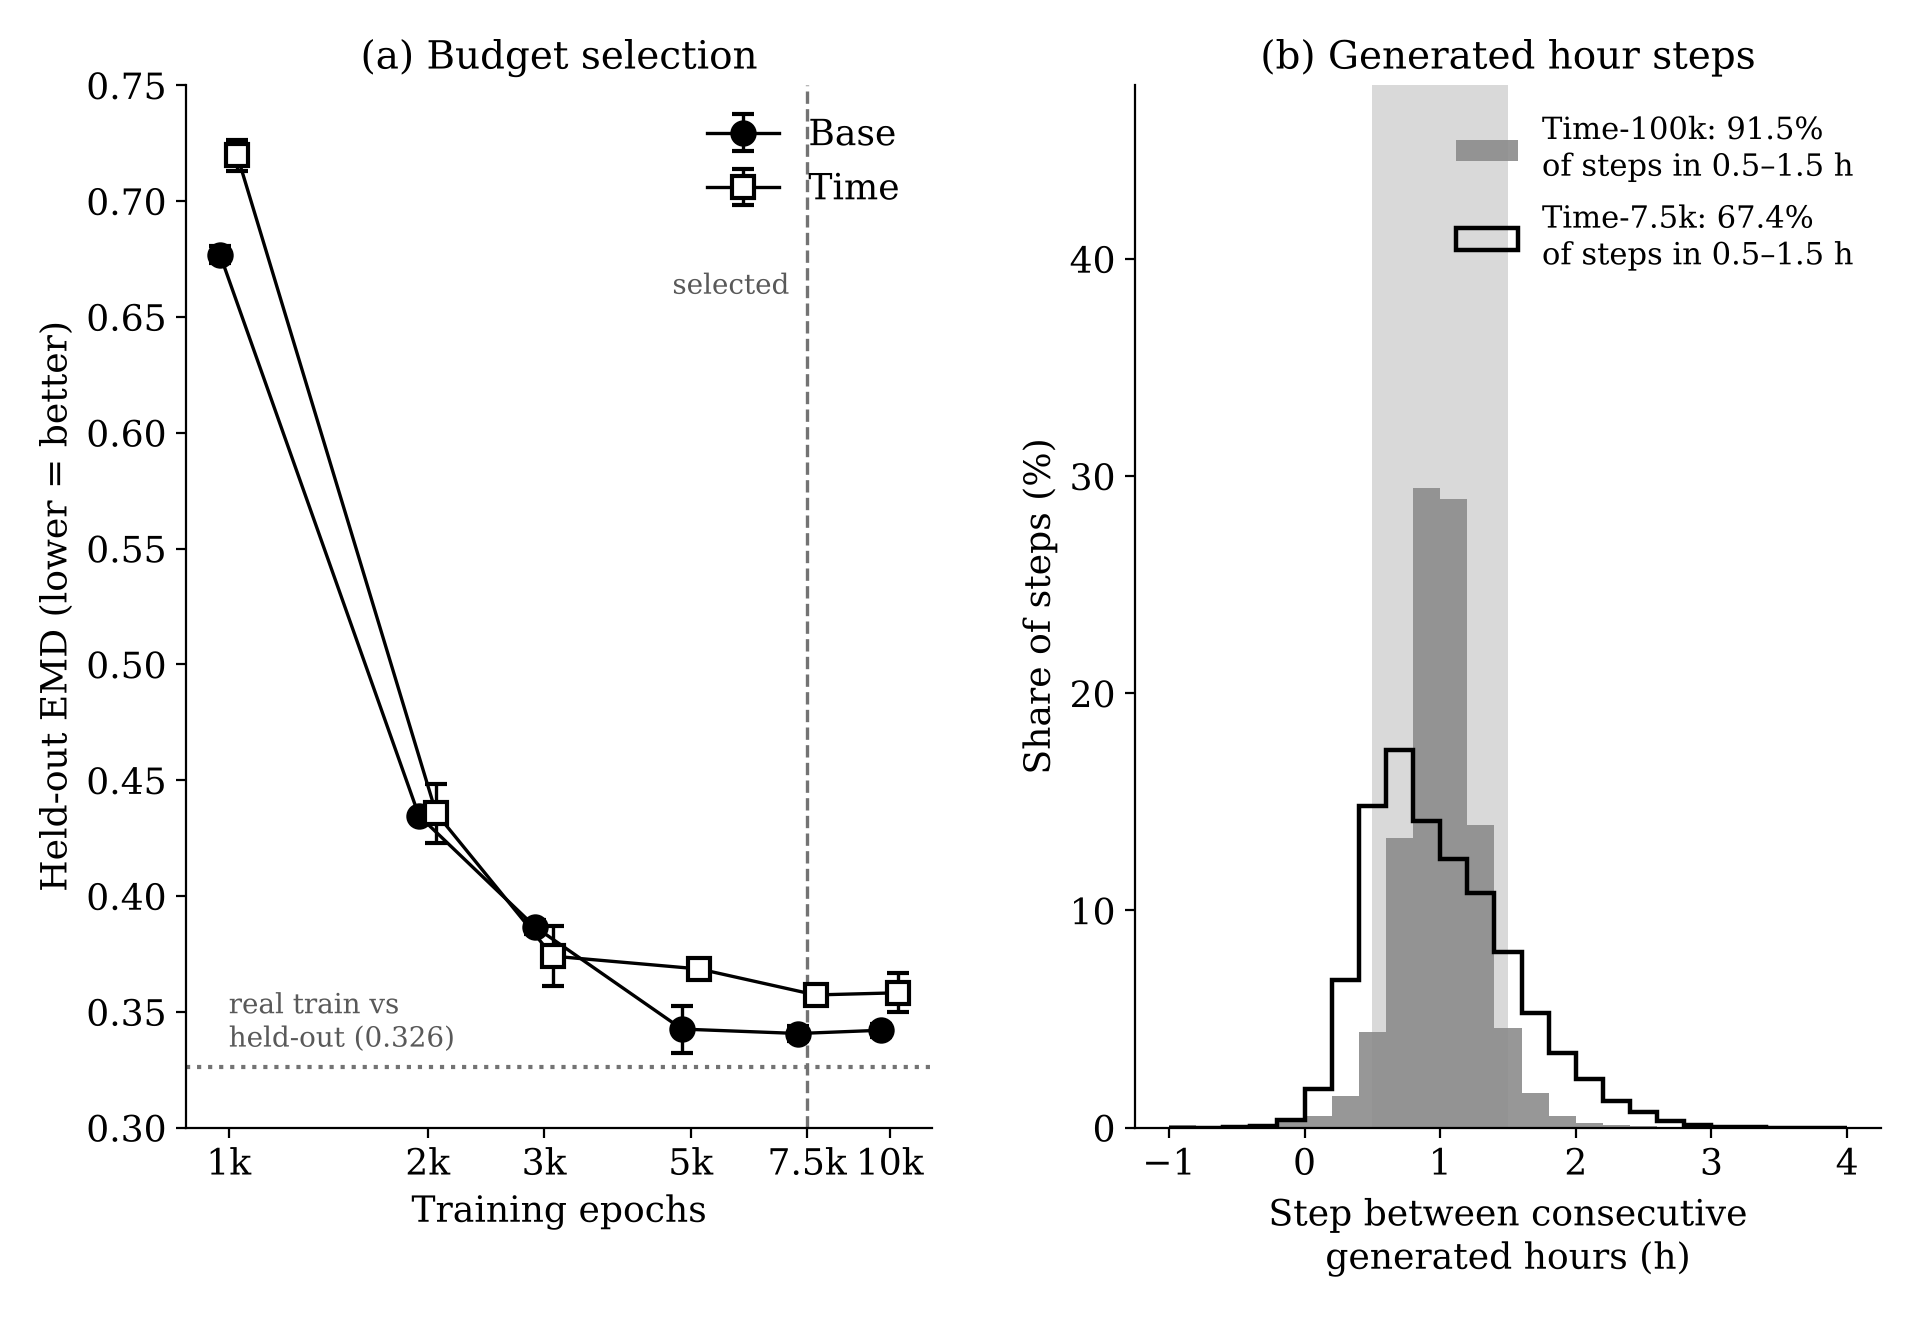 (a) Budget selection
0.75
0.70
0.65
0.60
0.55
0.50
0.45
0.40
0.35
0.30
Held-out EMD (lower = better)
Base
Time
selected
real train vs
held-out (0.326)
1k
2k
3k
5k
7.5k
10k
Training epochs
(b) Generated hour steps
Time-100k: 91.5%
of steps in 0.5–1.5 h
Time-7.5k: 67.4%
of steps in 0.5–1.5 h
40
30
20
10
0
Share of steps (%)
−1
0
1
2
3
4
Step between consecutive
generated hours (h)